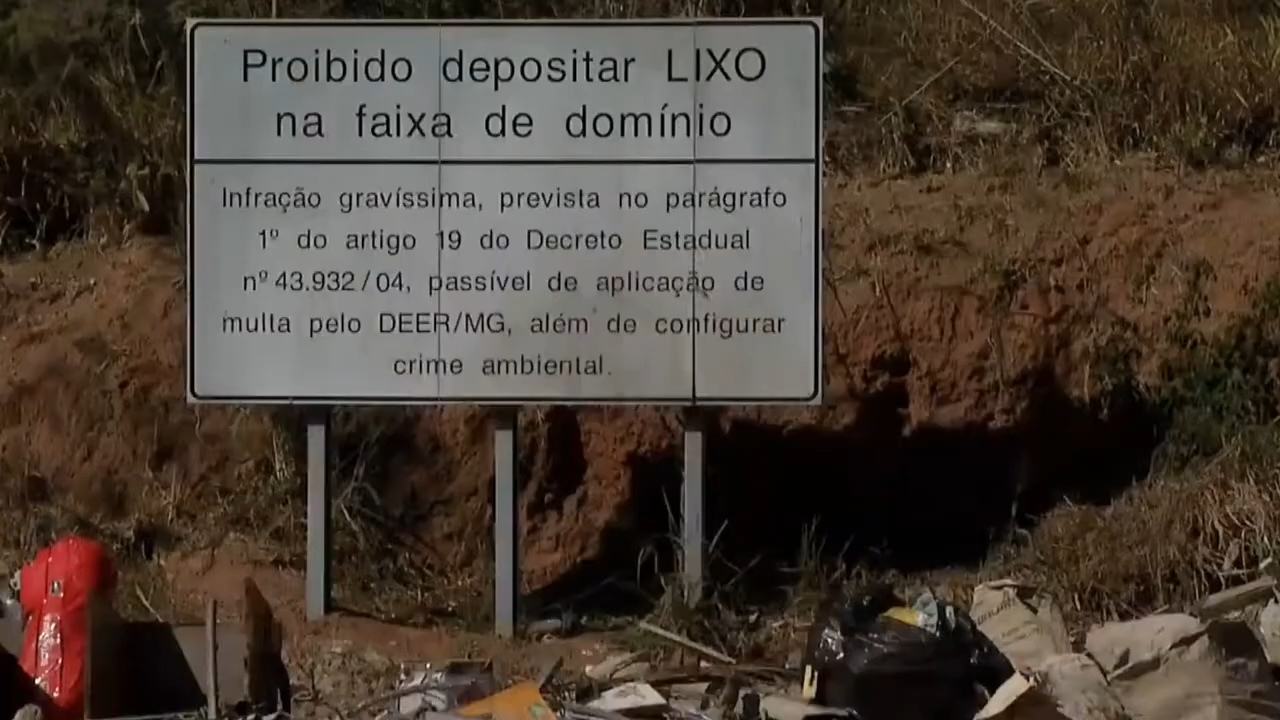 Proibido depositar LIXO
na faixa de domínio
Infração gravíssima, prevista no parágrafo
1º do artigo 19 do Decreto Estadual
nº 43.932/04, passível de aplicação de
multa pelo DEER/MG, além de configurar
crime ambiental.